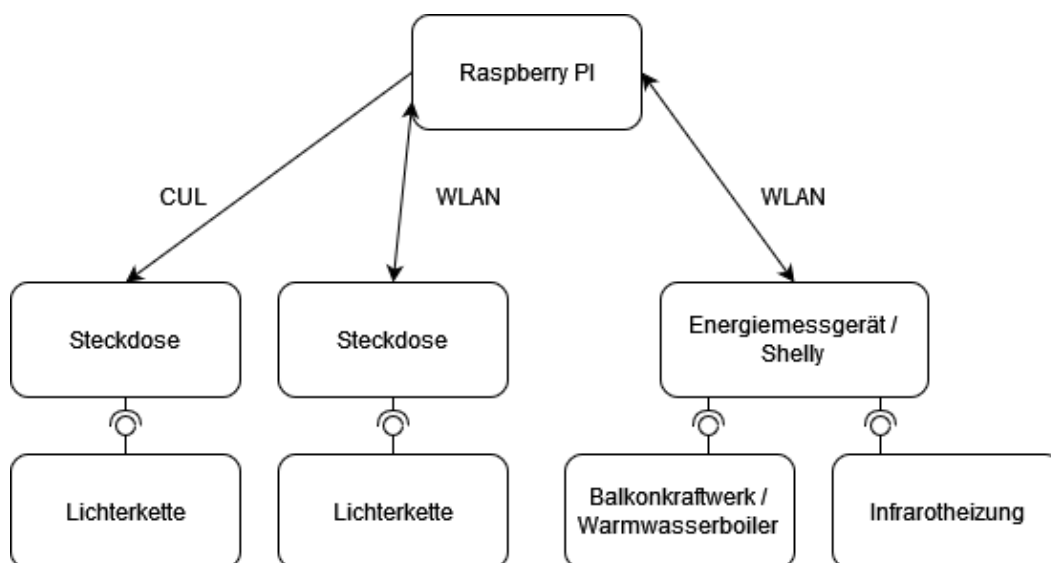 Raspberry PI
CUL
WLAN
WLAN
Steckdose
Steckdose
Energiemessgerät /
Shelly
Lichterkette
Lichterkette
Balkonkraftwerk /
Warmwasserboiler
Infrarotheizung